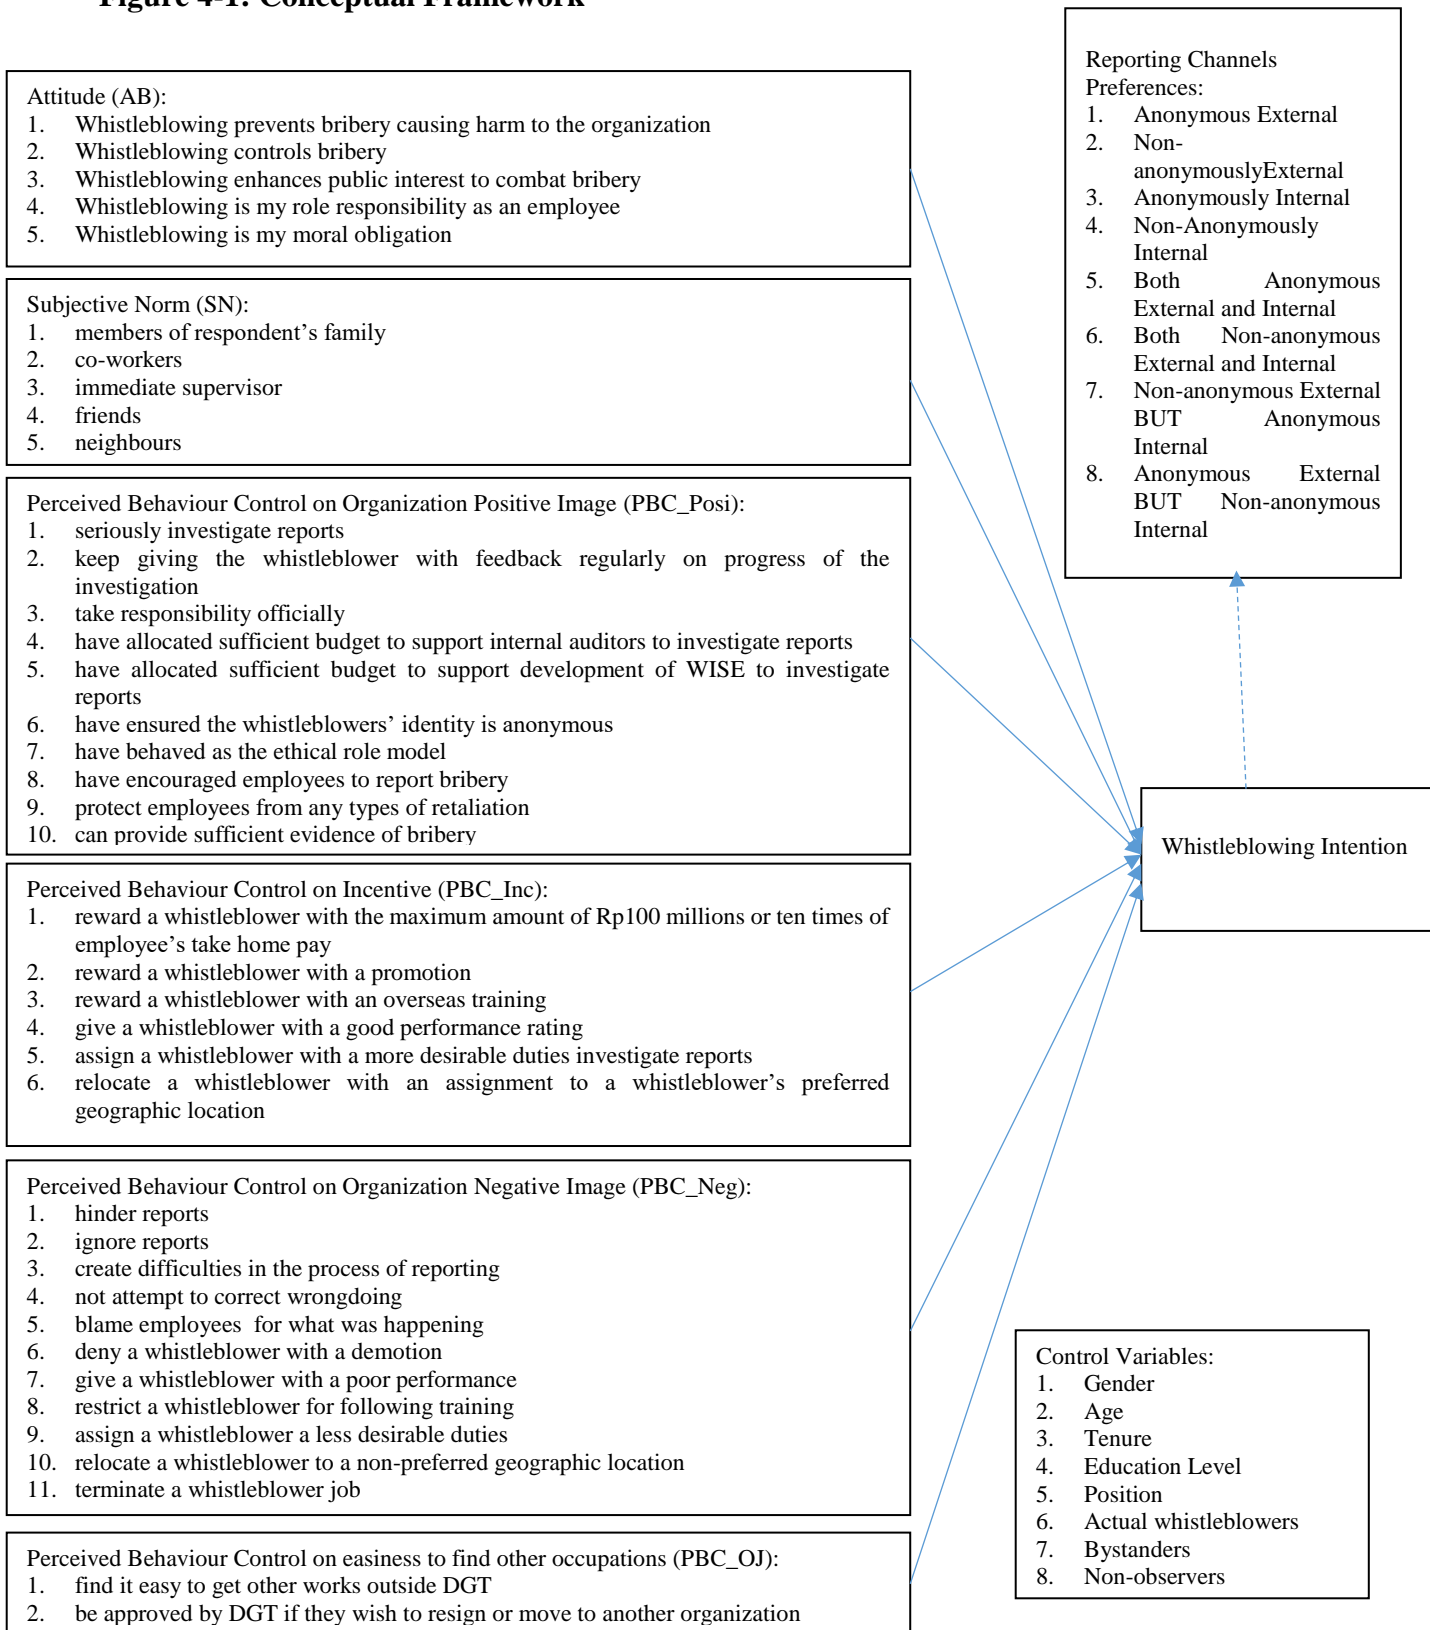 Figure 4-1: Conceptual Framework
Attitude (AB):
1. Whistleblowing prevents bribery causing harm to the organization
2. Whistleblowing controls bribery
3. Whistleblowing enhances public interest to combat bribery
4. Whistleblowing is my role responsibility as an employee
5. Whistleblowing is my moral obligation
Subjective Norm (SN):
1. members of respondent’s family
2. co-workers
3. immediate supervisor
4. friends
5. neighbours
Perceived Behaviour Control on Organization Positive Image (PBC_Posi):
1. seriously investigate reports
2. keep giving the whistleblower with feedback regularly on progress of the
investigation
3. take responsibility officially
4. have allocated sufficient budget to support internal auditors to investigate reports
5. have allocated sufficient budget to support development of WISE to investigate
reports
6. have ensured the whistleblowers’ identity is anonymous
7. have behaved as the ethical role model
8. have encouraged employees to report bribery
9. protect employees from any types of retaliation
10. can provide sufficient evidence of bribery
Perceived Behaviour Control on Incentive (PBC_Inc):
1. reward a whistleblower with the maximum amount of Rp100 millions or ten times of
employee’s take home pay
2. reward a whistleblower with a promotion
3. reward a whistleblower with an overseas training
4. give a whistleblower with a good performance rating
5. assign a whistleblower with a more desirable duties investigate reports
6. relocate a whistleblower with an assignment to a whistleblower’s preferred
geographic location
Perceived Behaviour Control on Organization Negative Image (PBC_Neg):
1. hinder reports
2. ignore reports
3. create difficulties in the process of reporting
4. not attempt to correct wrongdoing
5. blame employees for what was happening
6. deny a whistleblower with a demotion
7. give a whistleblower with a poor performance
8. restrict a whistleblower for following training
9. assign a whistleblower a less desirable duties
10. relocate a whistleblower to a non-preferred geographic location
11. terminate a whistleblower job
Perceived Behaviour Control on easiness to find other occupations (PBC_OJ):
1. find it easy to get other works outside DGT
2. be approved by DGT if they wish to resign or move to another organization
Reporting Channels
Preferences:
1. Anonymous External
2. Non-
anonymouslyExternal
3. Anonymously Internal
4. Non-Anonymously
Internal
5. Both Anonymous
External and Internal
6. Both Non-anonymous
External and Internal
7. Non-anonymous External
BUT Anonymous
Internal
8. Anonymous External
BUT Non-anonymous
Internal
Whistleblowing Intention
Control Variables:
1. Gender
2. Age
3. Tenure
4. Education Level
5. Position
6. Actual whistleblowers
7. Bystanders
8. Non-observers